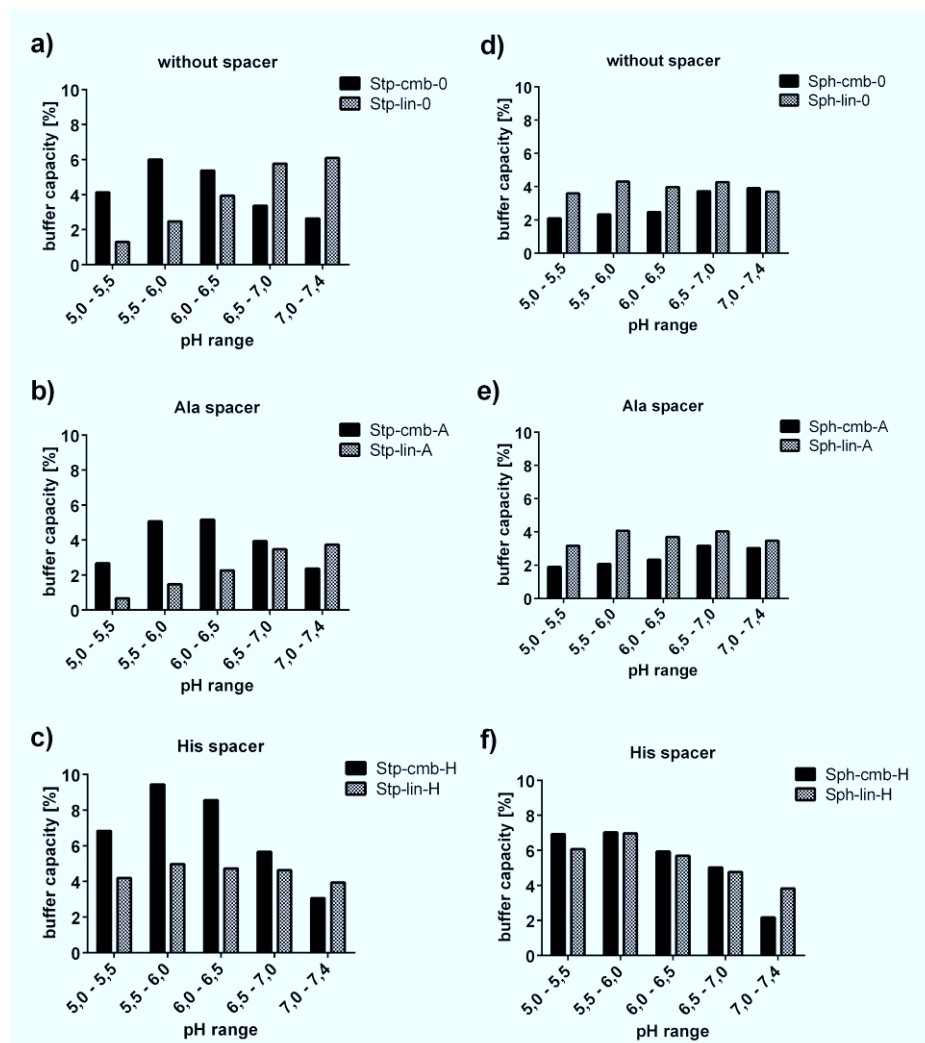 a)
without spacer
Stp-cmb-0
Stp-lin-0
buffer capacity [%]
10
8
6
4
2
0
5,0 - 5,5
5,5 - 6,0
6,0 - 6,5
6,5 - 7,0
7,0 - 7,4
pH range
d)
without spacer
Sph-cmb-0
Sph-lin-0
buffer capacity [%]
10
8
6
4
2
0
5,0 - 5,5
5,5 - 6,0
6,0 - 6,5
6,5 - 7,0
7,0 - 7,4
pH range
b)
Ala spacer
Stp-cmb-A
Stp-lin-A
buffer capacity [%]
10
8
6
4
2
0
5,0 - 5,5
5,5 - 6,0
6,0 - 6,5
6,5 - 7,0
7,0 - 7,4
pH range
e)
Ala spacer
Sph-cmb-A
Sph-lin-A
buffer capacity [%]
10
8
6
4
2
0
5,0 - 5,5
5,5 - 6,0
6,0 - 6,5
6,5 - 7,0
7,0 - 7,4
pH range
c)
His spacer
Stp-cmb-H
Stp-lin-H
buffer capacity [%]
10
8
6
4
2
0
5,0 - 5,5
5,5 - 6,0
6,0 - 6,5
6,5 - 7,0
7,0 - 7,4
pH range
f)
His spacer
Sph-cmb-H
Sph-lin-H
buffer capacity [%]
10
8
6
4
2
0
5,0 - 5,5
5,5 - 6,0
6,0 - 6,5
6,5 - 7,0
7,0 - 7,4
pH range